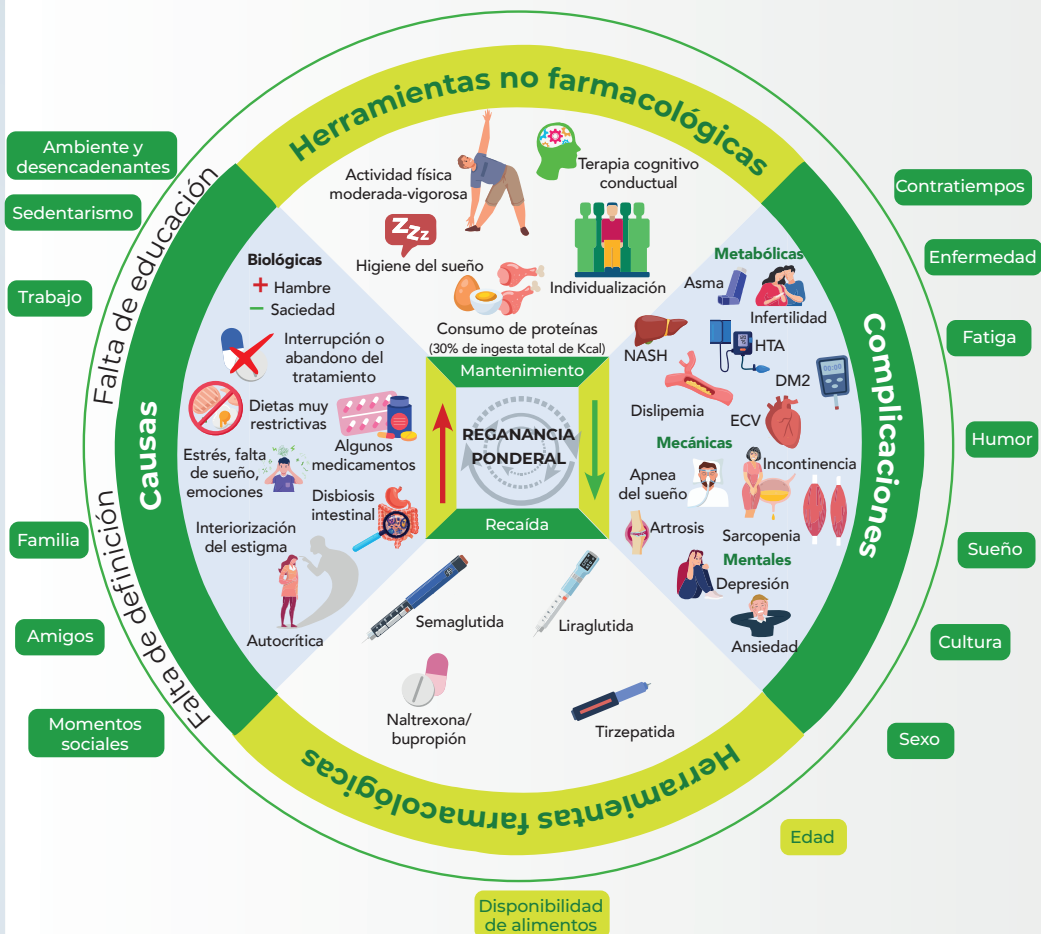 Herramientas no farmacológicas
Actividad física
moderada-vigorosa
Terapia cognitivo
conductual
zzz
Higiene del sueño
Individualización
Consumo de proteínas
(30% de ingesta total de Kcal)
Ambiente y
desencadenantes
Sedentarismo
Trabajo
Familia
Amigos
Momentos
sociales
Falta de educación
Falta de definición
Causas
Biológicas
+ Hambre
− Saciedad
Interrupción o
abandono del
tratamiento
Dietas muy
restrictivas
Algunos
medicamentos
Estrés, falta
de sueño,
emociones
Disbiosis
intestinal
Interiorización
del estigma
Autocrítica
Mantenimiento
REGANANCIA
PONDERAL
Recaída
Complicaciones
Metabólicas
Asma
Infertilidad
NASH
HTA
DM2
Dislipemia
ECV
Mecánicas
Apnea
del sueño
Incontinencia
Artrosis
Sarcopenia
Mentales
Depresión
Ansiedad
Semaglutida
Liraglutida
Naltrexona/
bupropión
Tirzepatida
Herramientas farmacológicas
Contratiempos
Enfermedad
Fatiga
Humor
Sueño
Cultura
Sexo
Edad
Disponibilidad
de alimentos